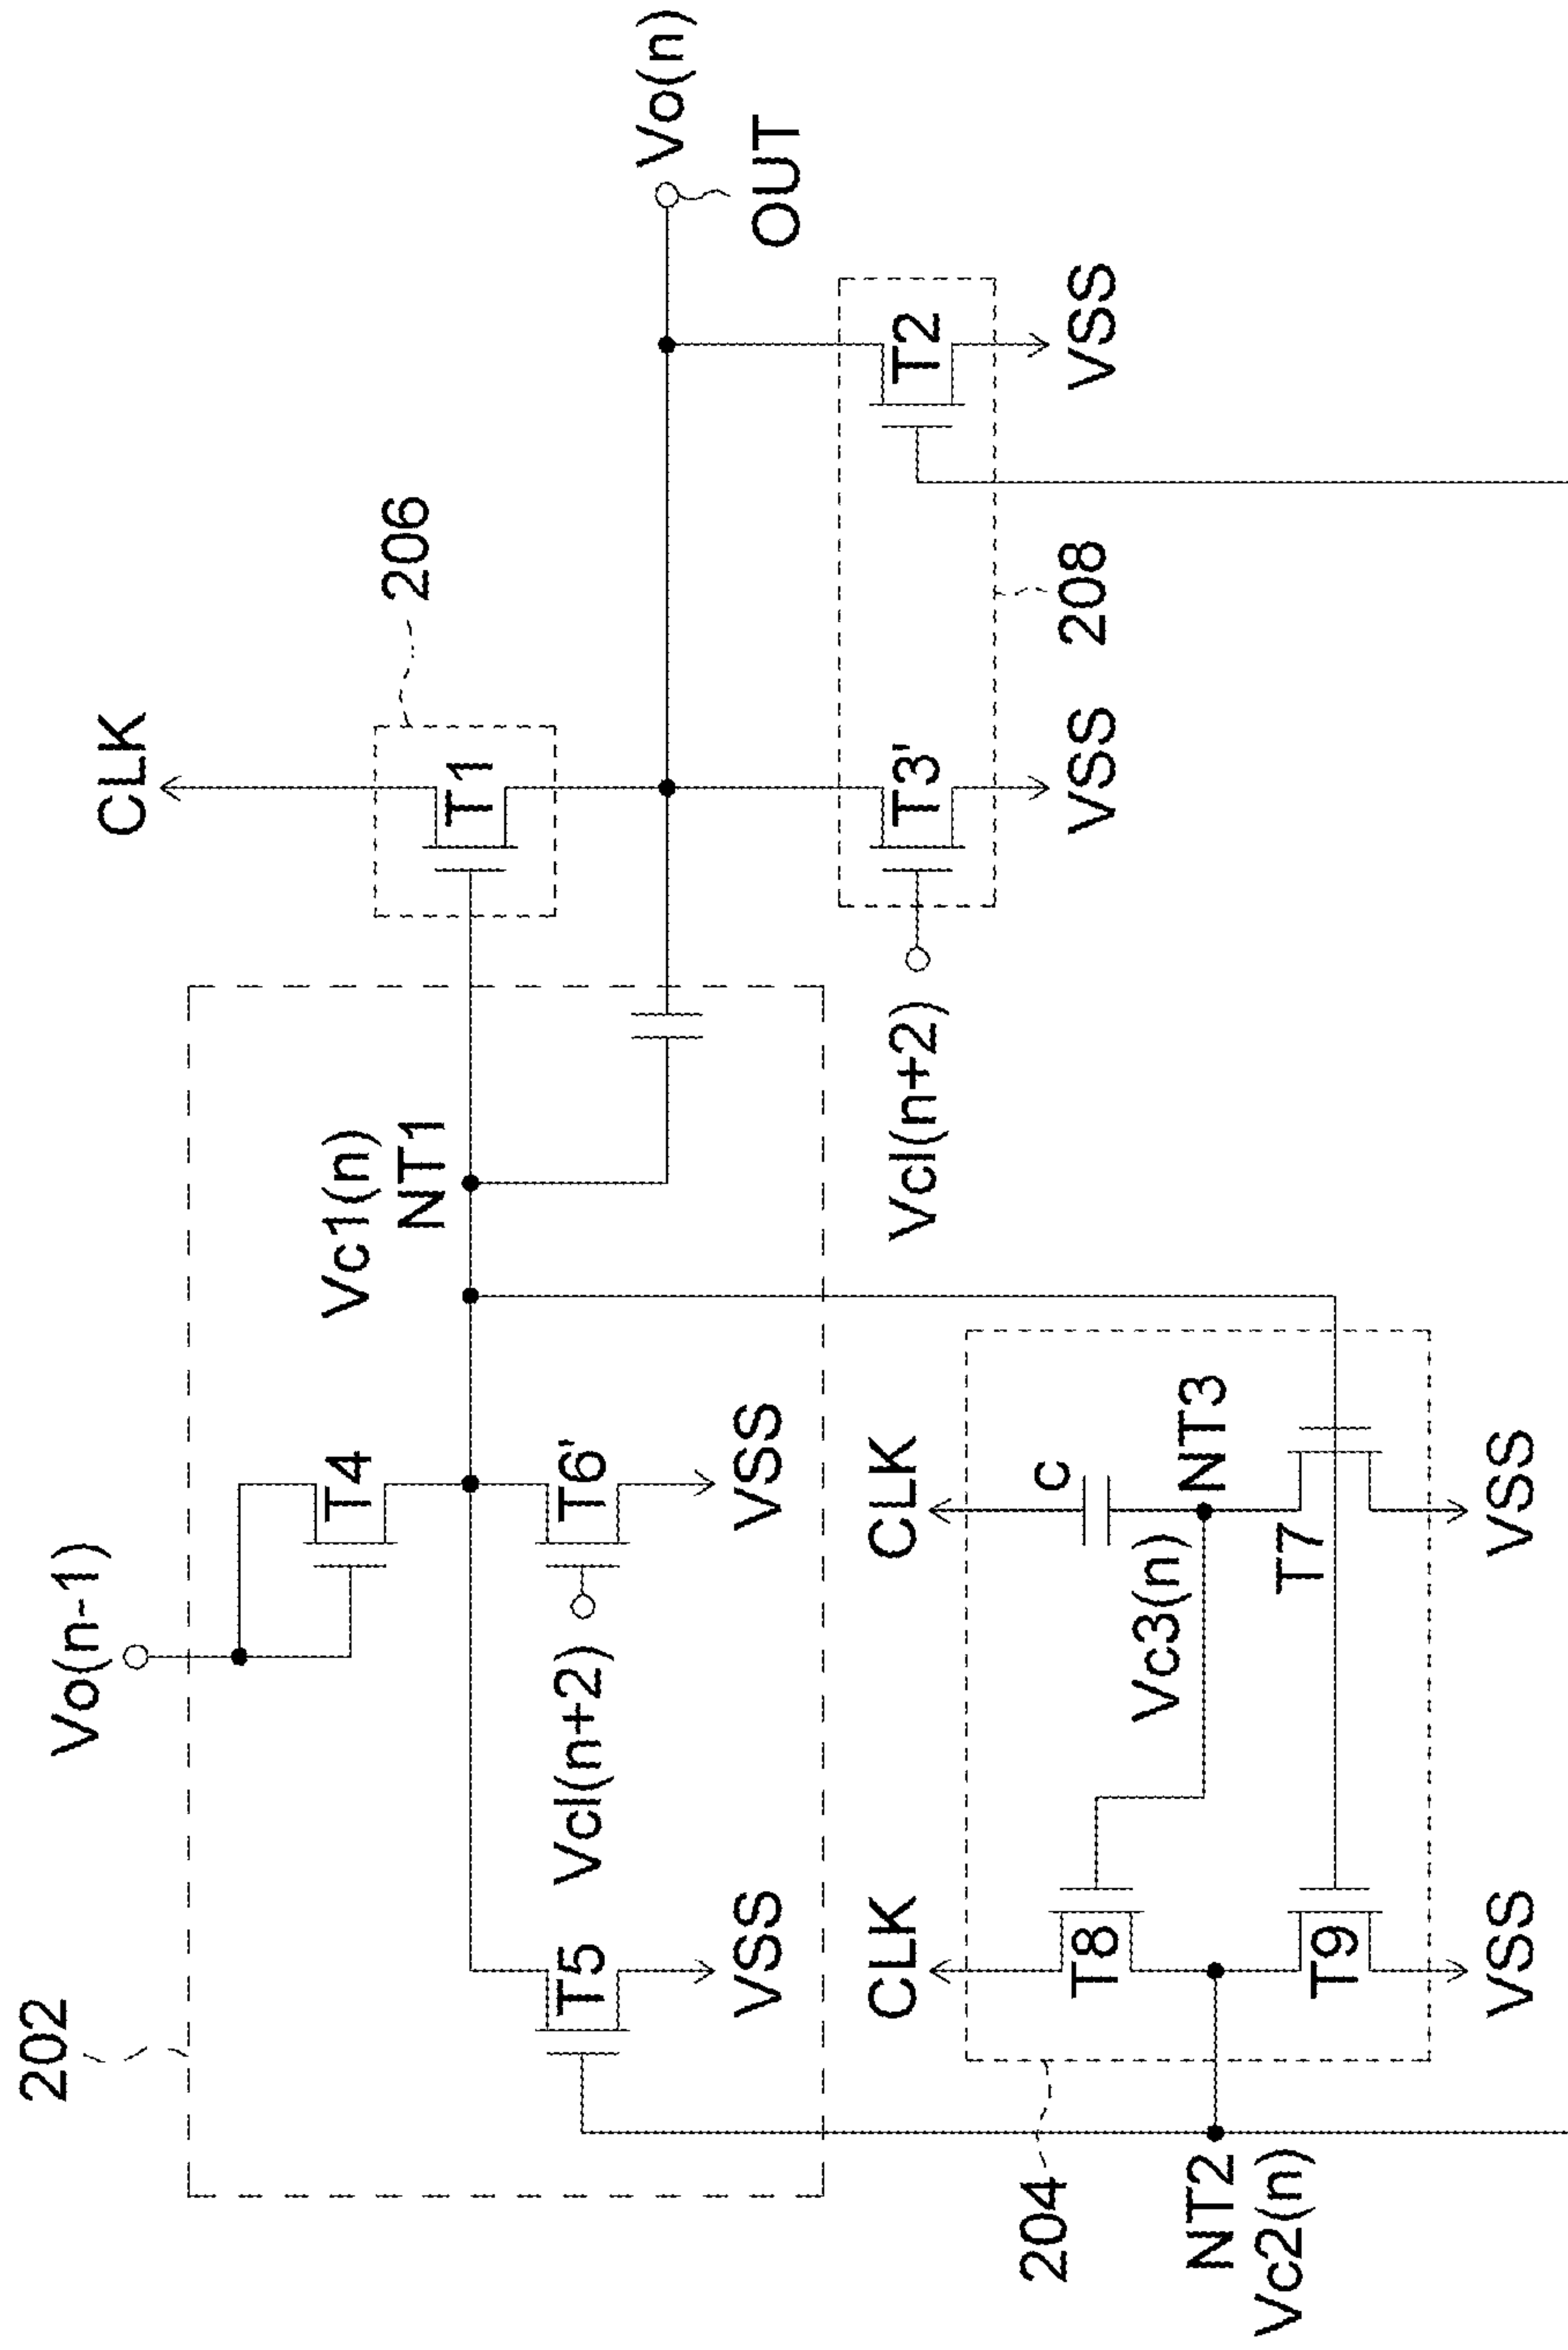 202
Vo(n-1)
CLK
206
T4
Vc1(n)
NT1
T1
Vo(n)
OUT
T5
Vcl(n+2)
T6'
VSS
VSS
Vcl(n+2)
T3'
T2
208
VSS
VSS
CLK
CLK
c
204
T8
Vc3(n)
NT3
NT2
Vc2(n)
T9
T7
VSS
VSS